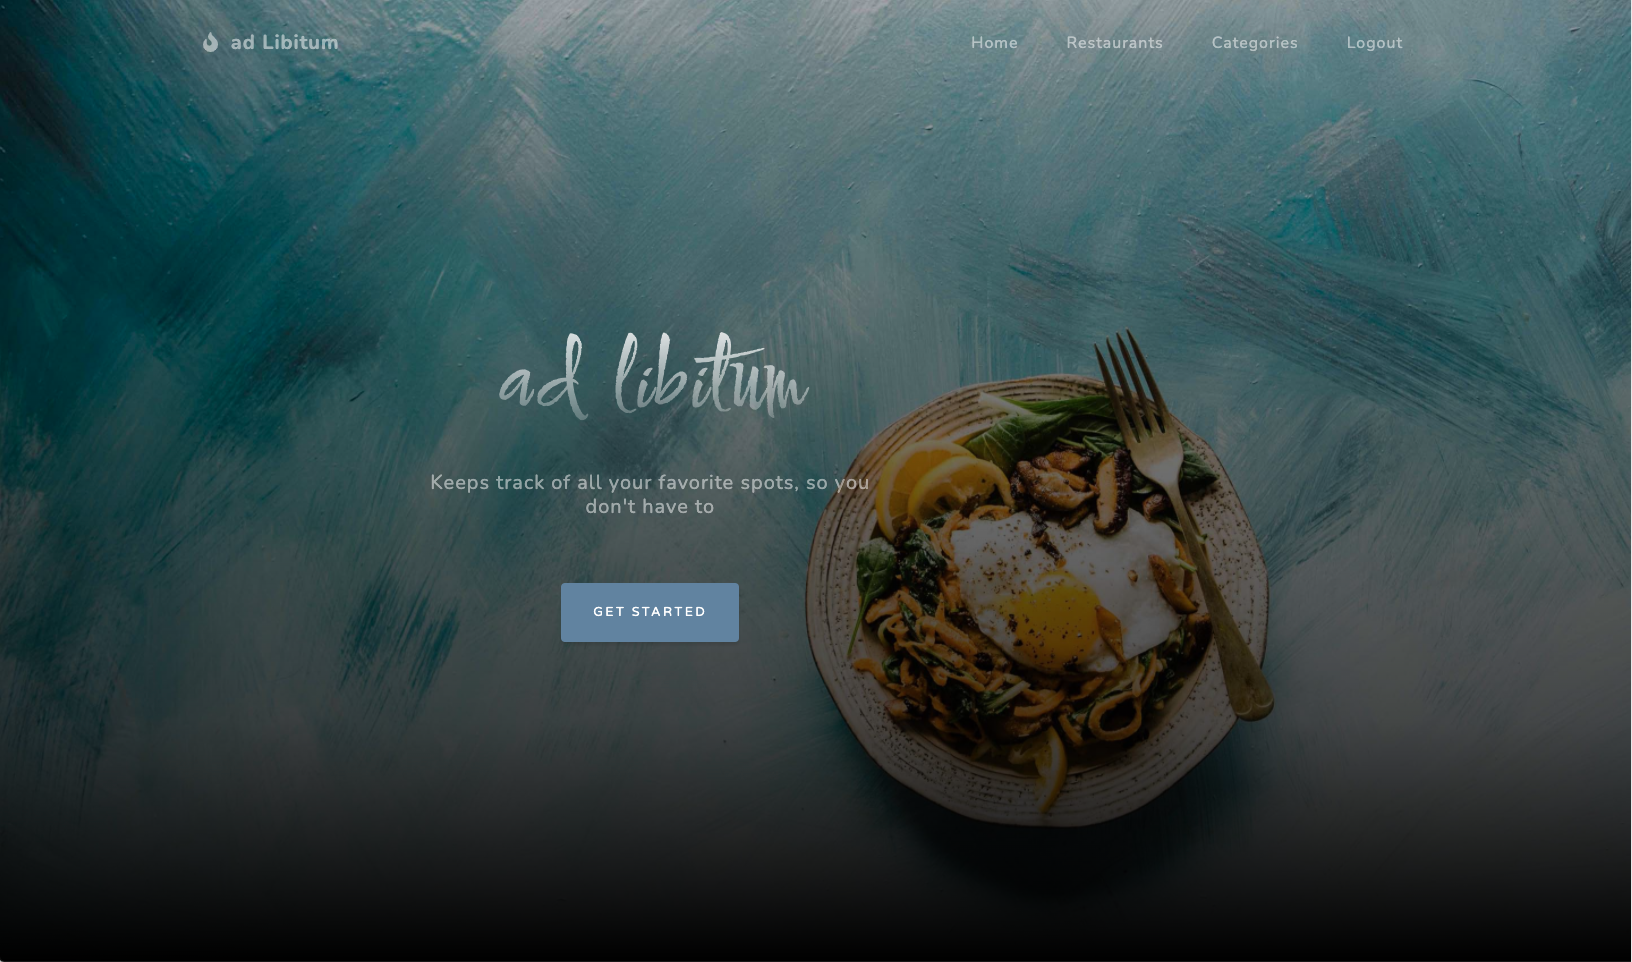 ad Libitum
Home
Restaurants
Categories
Logout
ad libitum
Keeps track of all your favorite spots, so you
don't have to
GET STARTED